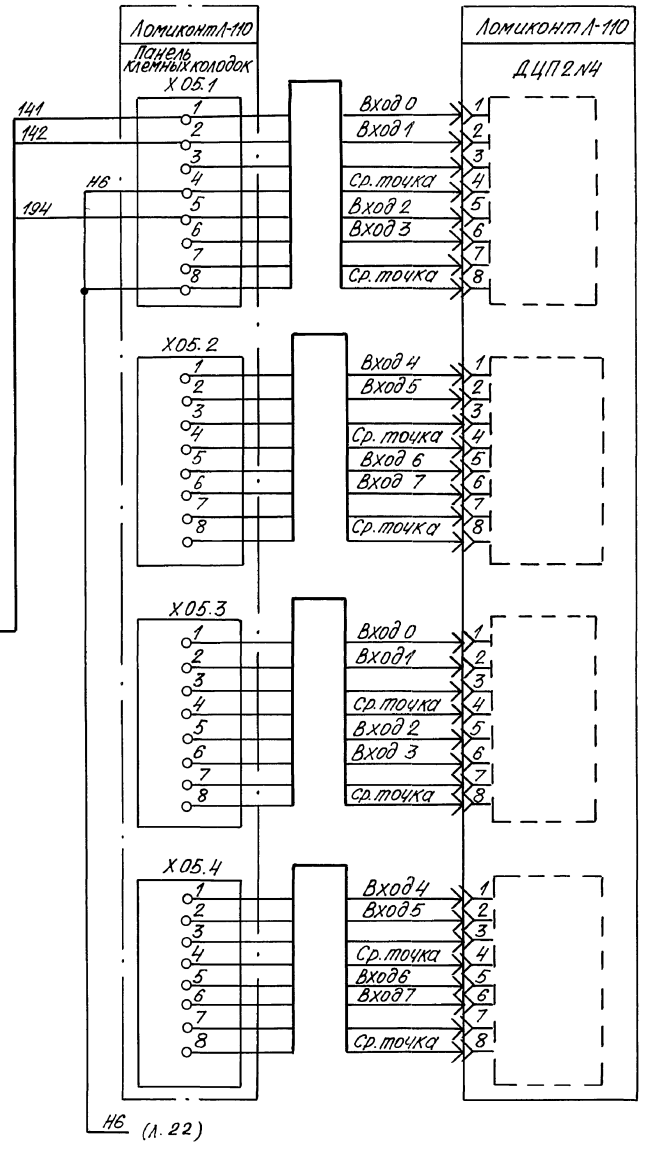 Ломиконт Л-110
Панель
клемных колодок
Х05.1
1
2
3
4
5
6
7
8
141
142
Н6
194
Х05.2
1
2
3
4
5
6
7
8
Х05.3
1
2
3
4
5
6
7
8
Х05.4
1
2
3
4
5
6
7
8
Н6 (Л.22)
Вход 0
Вход 1
Ср. точка
Вход 2
Вход 3
Ср. точка
Вход 4
Вход 5
Ср. точка
Вход 6
Вход 7
Ср. точка
Вход 0
Вход 1
Ср. точка
Вход 2
Вход 3
Ср. точка
Вход 4
Вход 5
Ср. точка
Вход 6
Вход 7
Ср. точка
Ломиконт Л-110
ДЦП 2 №4
1
2
3
4
5
6
7
8
1
2
3
4
5
6
7
8
1
2
3
4
5
6
7
8
1
2
3
4
5
6
7
8